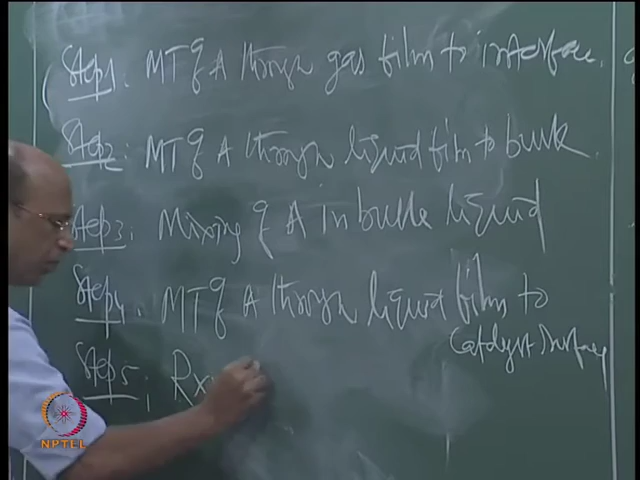 Step1. MT of A through gas film to interface.
Step2: MT of A through liquid film to bulk.
Step3: Mixing of A in bulk liquid
Step4. MT of A through liquid film to
Catalyst surface
Step5; Rx
NPTEL